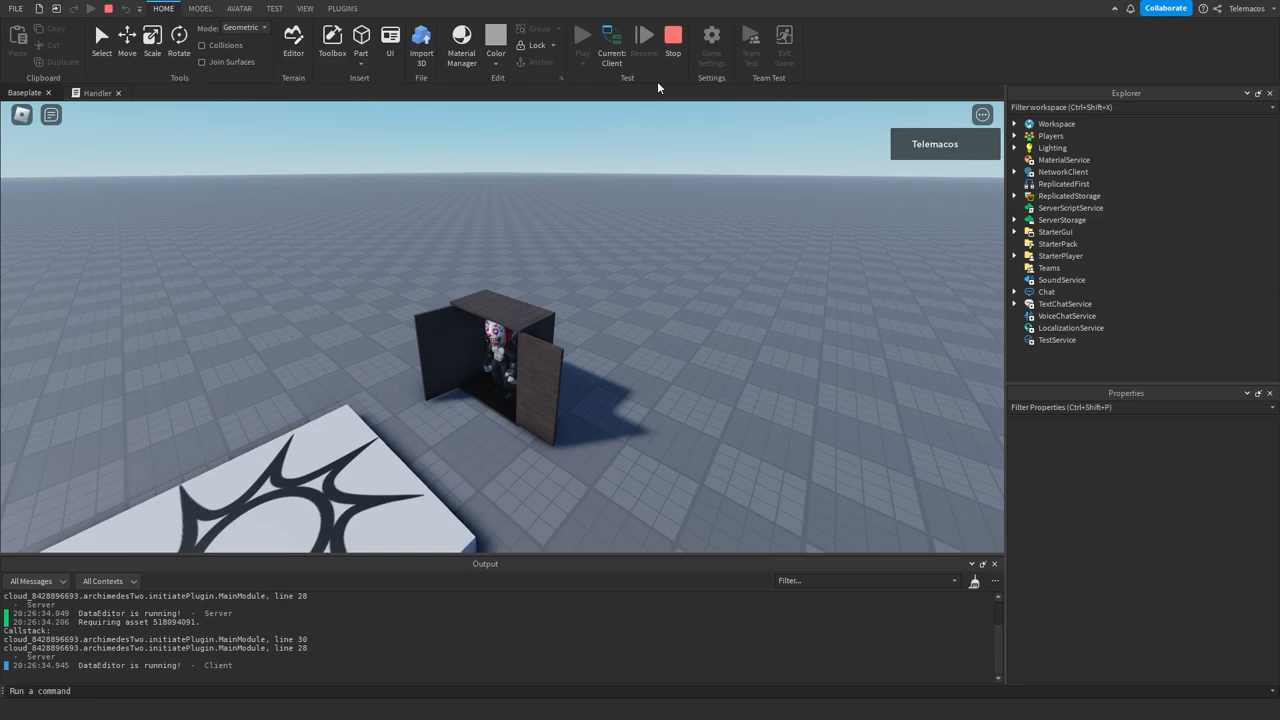 FILE HOME MODEL AVATAR TEST VIEW PLUGINS Collaborate Telemacos
Paste Copy Cut Duplicate Clipboard
Select Move Scale Rotate Mode: Geometric Collisions Join Surfaces Tools
Editor Terrain
Toolbox Part UI Insert
Import 3D File
Material Manager Color Group Lock Anchor Edit
Play Current: Client Resume Stop Test
Game Settings Settings
Team Test Exit Game Team Test
Baseplate Handler
Telemacos
Explorer
Filter workspace (Ctrl+Shift+X)
Workspace
Players
Lighting
MaterialService
NetworkClient
ReplicatedFirst
ReplicatedStorage
ServerScriptService
ServerStorage
StarterGui
StarterPack
StarterPlayer
Teams
SoundService
Chat
TextChatService
VoiceChatService
LocalizationService
TestService
Properties
Filter Properties (Ctrl+Shift+P)
Output
All Messages All Contexts Filter...
cloud_8428896693.archimedesTwo.initiatePlugin.MainModule, line 28
- Server
20:26:34.049 DataEditor is running! - Server
20:26:34.206 Requiring asset 518094091.
Callstack:
cloud_8428896693.archimedesTwo.initiatePlugin.MainModule, line 30
cloud_8428896693.archimedesTwo.initiatePlugin.MainModule, line 28
- Server
20:26:34.945 DataEditor is running! - Client
Run a command